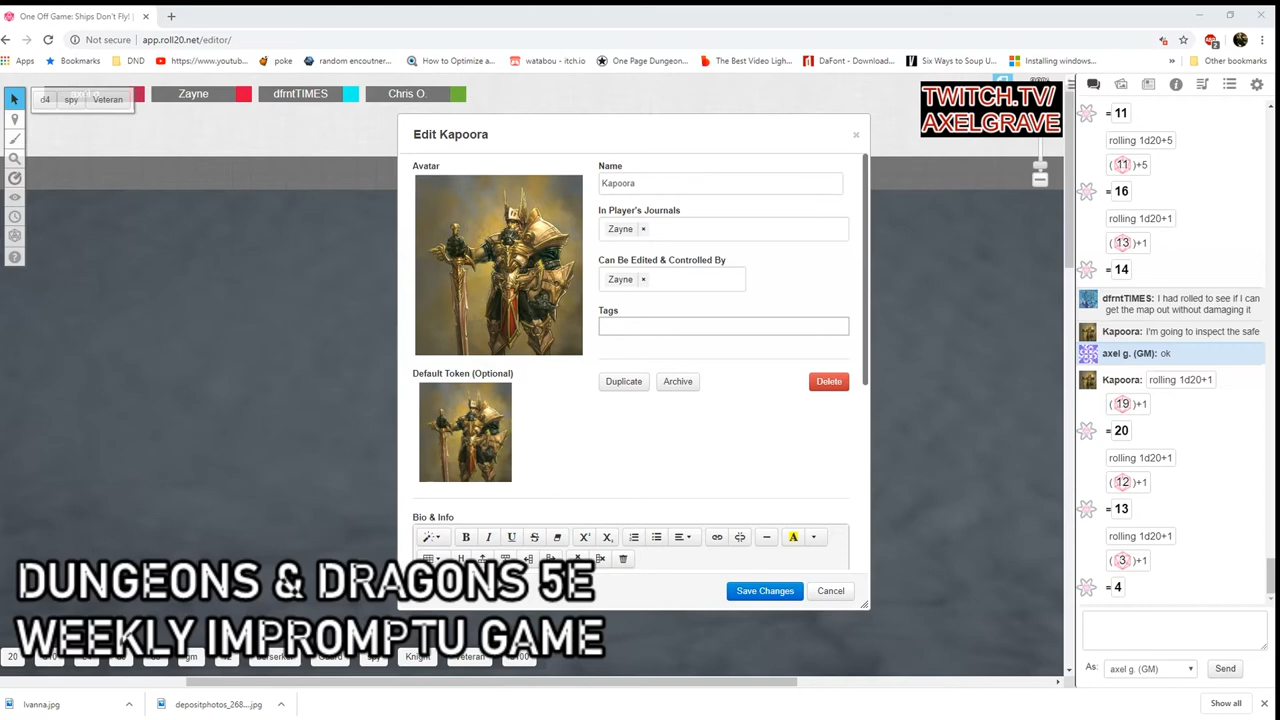 One Off Game: Ships Don't Fly! |
Not secure | app.roll20.net/editor/
Apps Bookmarks DND https://www.youtub... poke random encoutner... How to Optimize a... watabou - itch.io One Page Dungeon... The Best Video Ligh... DaFont - Download... Six Ways to Soup U... Installing windows... » Other bookmarks
d4 spy Veteran Zayne dfrntTIMES Chris O.
TWITCH.TV/
AXELGRAVE
Edit Kapoora
Avatar
Name
Kapoora
In Player's Journals
Zayne ×
Can Be Edited & Controlled By
Zayne ×
Tags
Duplicate Archive Delete
Default Token (Optional)
Bio & Info
Save Changes Cancel
= 11
rolling 1d20+5
(11)+5
= 16
rolling 1d20+1
(13)+1
= 14
dfrntTIMES: I had rolled to see if I can
get the map out without damaging it
Kapoora: I'm going to inspect the safe
axel g. (GM): ok
Kapoora: rolling 1d20+1
(19)+1
= 20
rolling 1d20+1
(12)+1
= 13
rolling 1d20+1
(3)+1
= 4
As: axel g. (GM) Send
DUNGEONS & DRAGONS 5E
WEEKLY IMPROMPTU GAME
20 gm Berserker Guard spy Knight Veteran
Ivanna.jpg depositphotos_268....jpg Show all